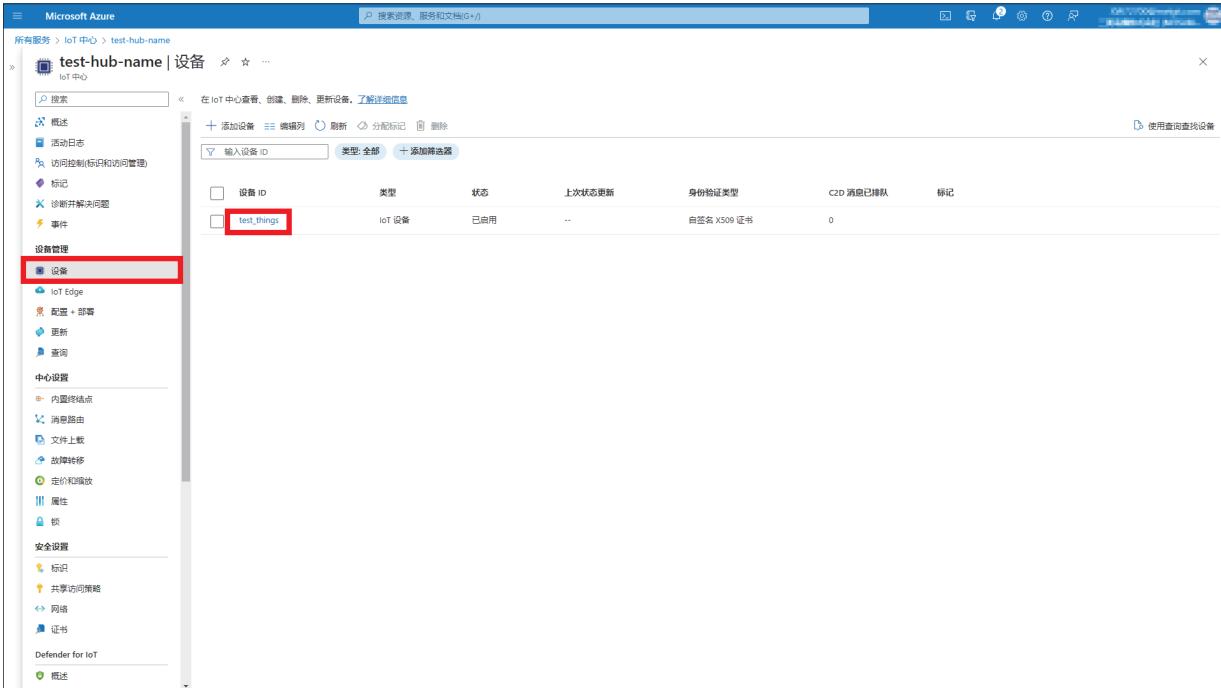 Microsoft Azure
搜索资源、服务和文档(G+/)
2
所有服务 > IoT 中心 > test-hub-name
test-hub-name | 设备
IoT 中心
搜索
在 IoT 中心查看、创建、删除、更新设备。了解详细信息
概述
添加设备 编辑列 刷新 分配标记 删除
使用查询查找设备
活动日志
输入设备 ID
类型: 全部
添加筛选器
访问控制(标识和访问管理)
标记
设备 ID 类型 状态 上次状态更新 身份验证类型 C2D 消息已排队 标记
诊断并解决问题
test_things IoT 设备 已启用 -- 自签名 X509 证书 0
事件
设备管理
设备
IoT Edge
配置 + 部署
更新
查询
中心设置
内置终结点
消息路由
文件上载
故障转移
定价和缩放
属性
锁
安全设置
标识
共享访问策略
网络
证书
Defender for IoT
概述